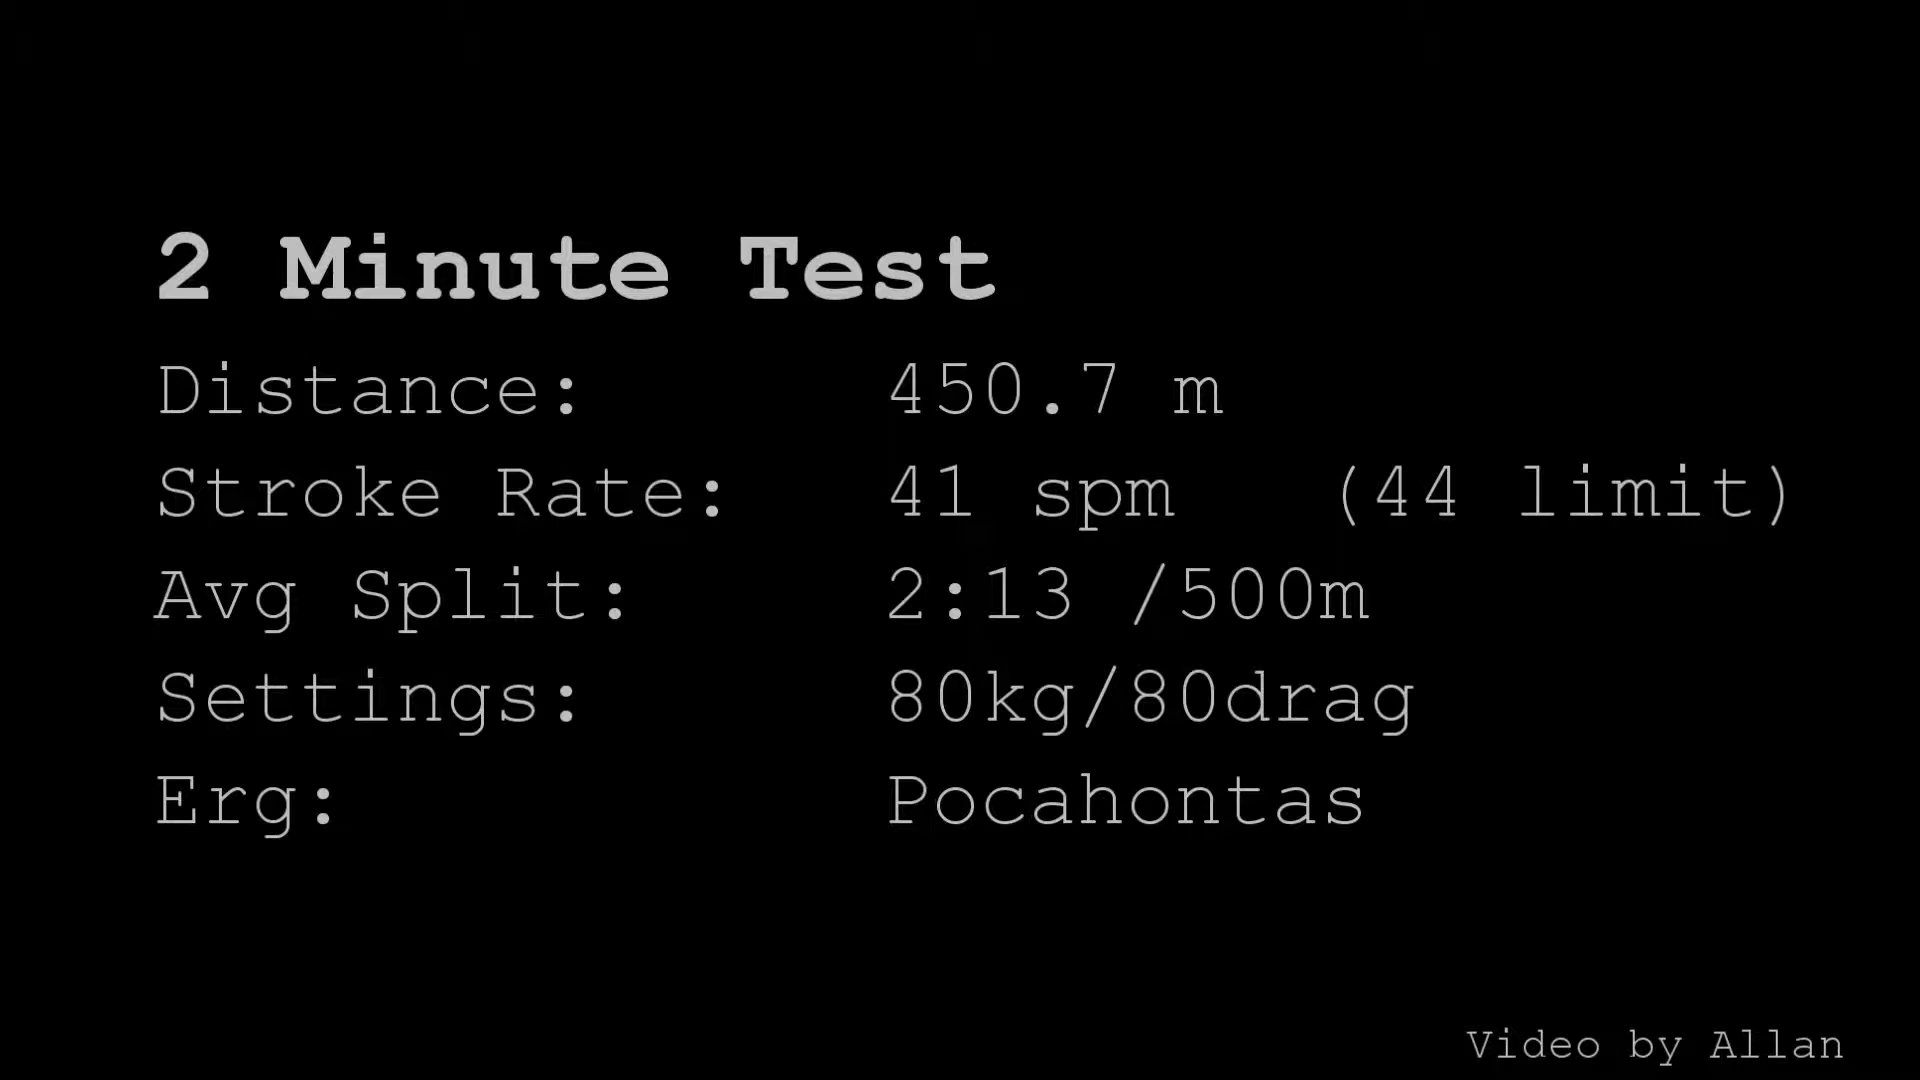 2 Minute Test
Distance: 450.7 m
Stroke Rate: 41 spm (44 limit)
Avg Split: 2:13 /500m
Settings: 80kg/80drag
Erg: Pocahontas
Video by Allan